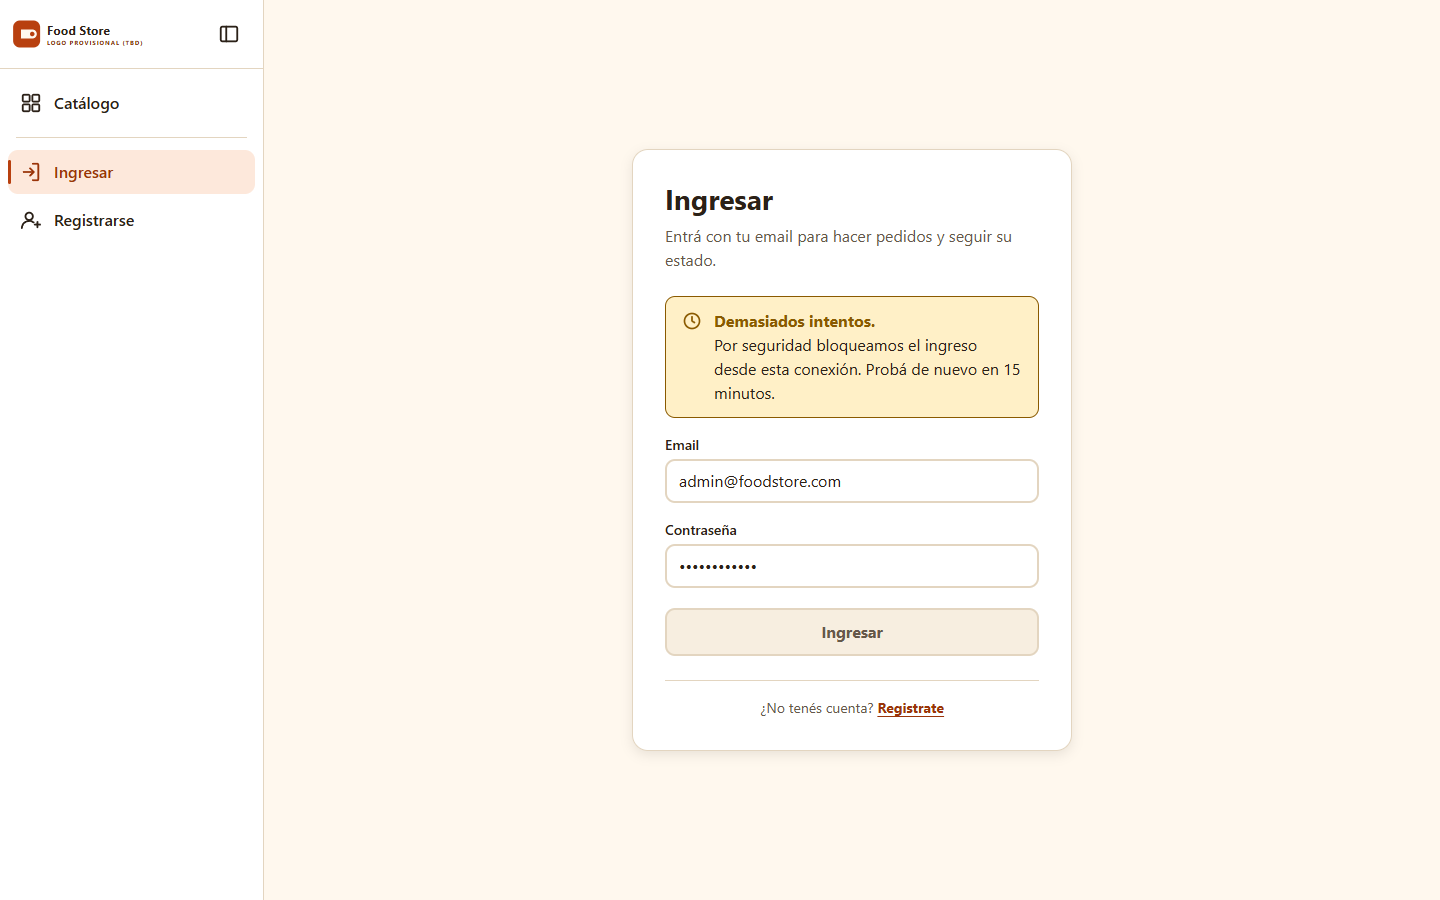 Food Store
LOGO PROVISIONAL (TBD)
Catálogo
Ingresar
Registrarse
Ingresar
Entrá con tu email para hacer pedidos y seguir su
estado.
Demasiados intentos.
Por seguridad bloqueamos el ingreso
desde esta conexión. Probá de nuevo en 15
minutos.
Email
admin@foodstore.com
Contraseña
••••••••••••
Ingresar
¿No tenés cuenta? Registrate